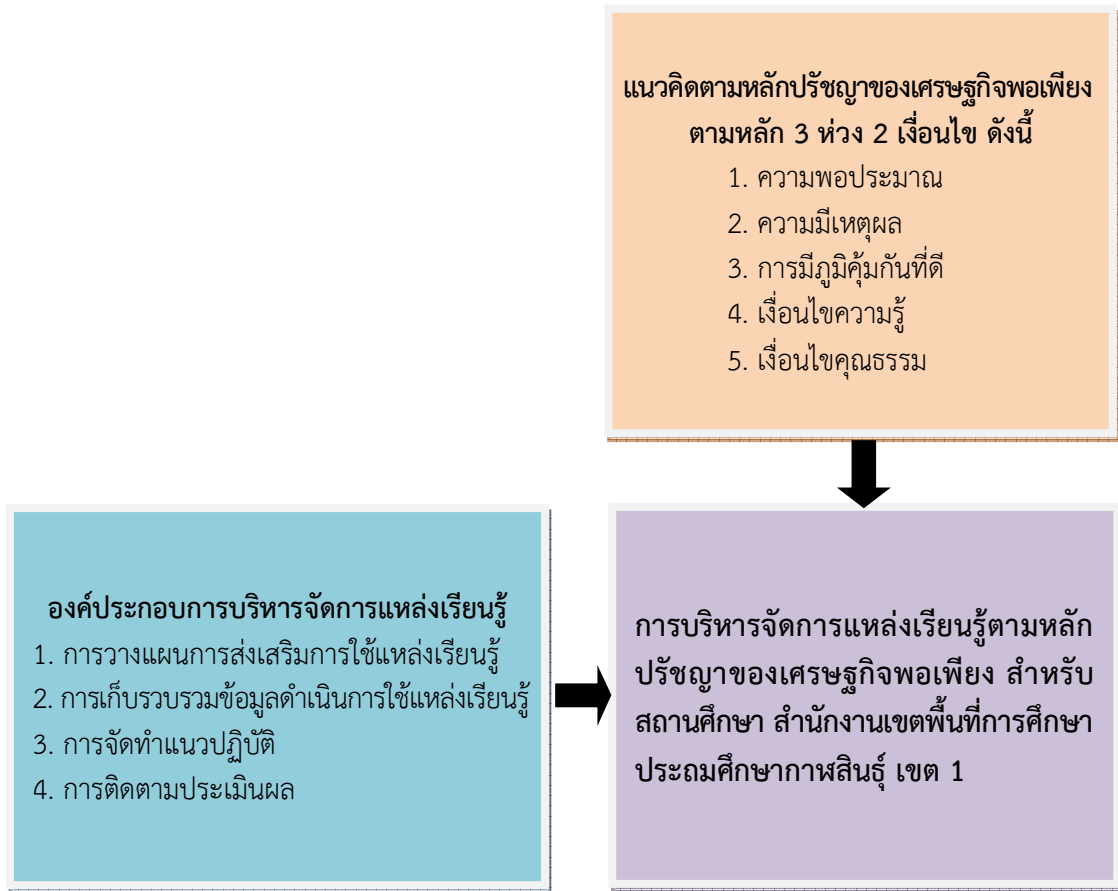 แนวคิดตามหลักปรัชญาของเศรษฐกิจพอเพียง
ตามหลัก 3 ห่วง 2 เงื่อนไข ดังนี้
1. ความพอประมาณ
2. ความมีเหตุผล
3. การมีภูมิคุ้มกันที่ดี
4. เงื่อนไขความรู้
5. เงื่อนไขคุณธรรม
องค์ประกอบการบริหารจัดการแหล่งเรียนรู้
1. การวางแผนการส่งเสริมการใช้แหล่งเรียนรู้
2. การเก็บรวบรวมข้อมูลดำเนินการใช้แหล่งเรียนรู้
3. การจัดทำแนวปฏิบัติ
4. การติดตามประเมินผล
การบริหารจัดการแหล่งเรียนรู้ตามหลัก
ปรัชญาของเศรษฐกิจพอเพียง สำหรับ
สถานศึกษา สำนักงานเขตพื้นที่การศึกษา
ประถมศึกษากาฬสินธุ์ เขต 1